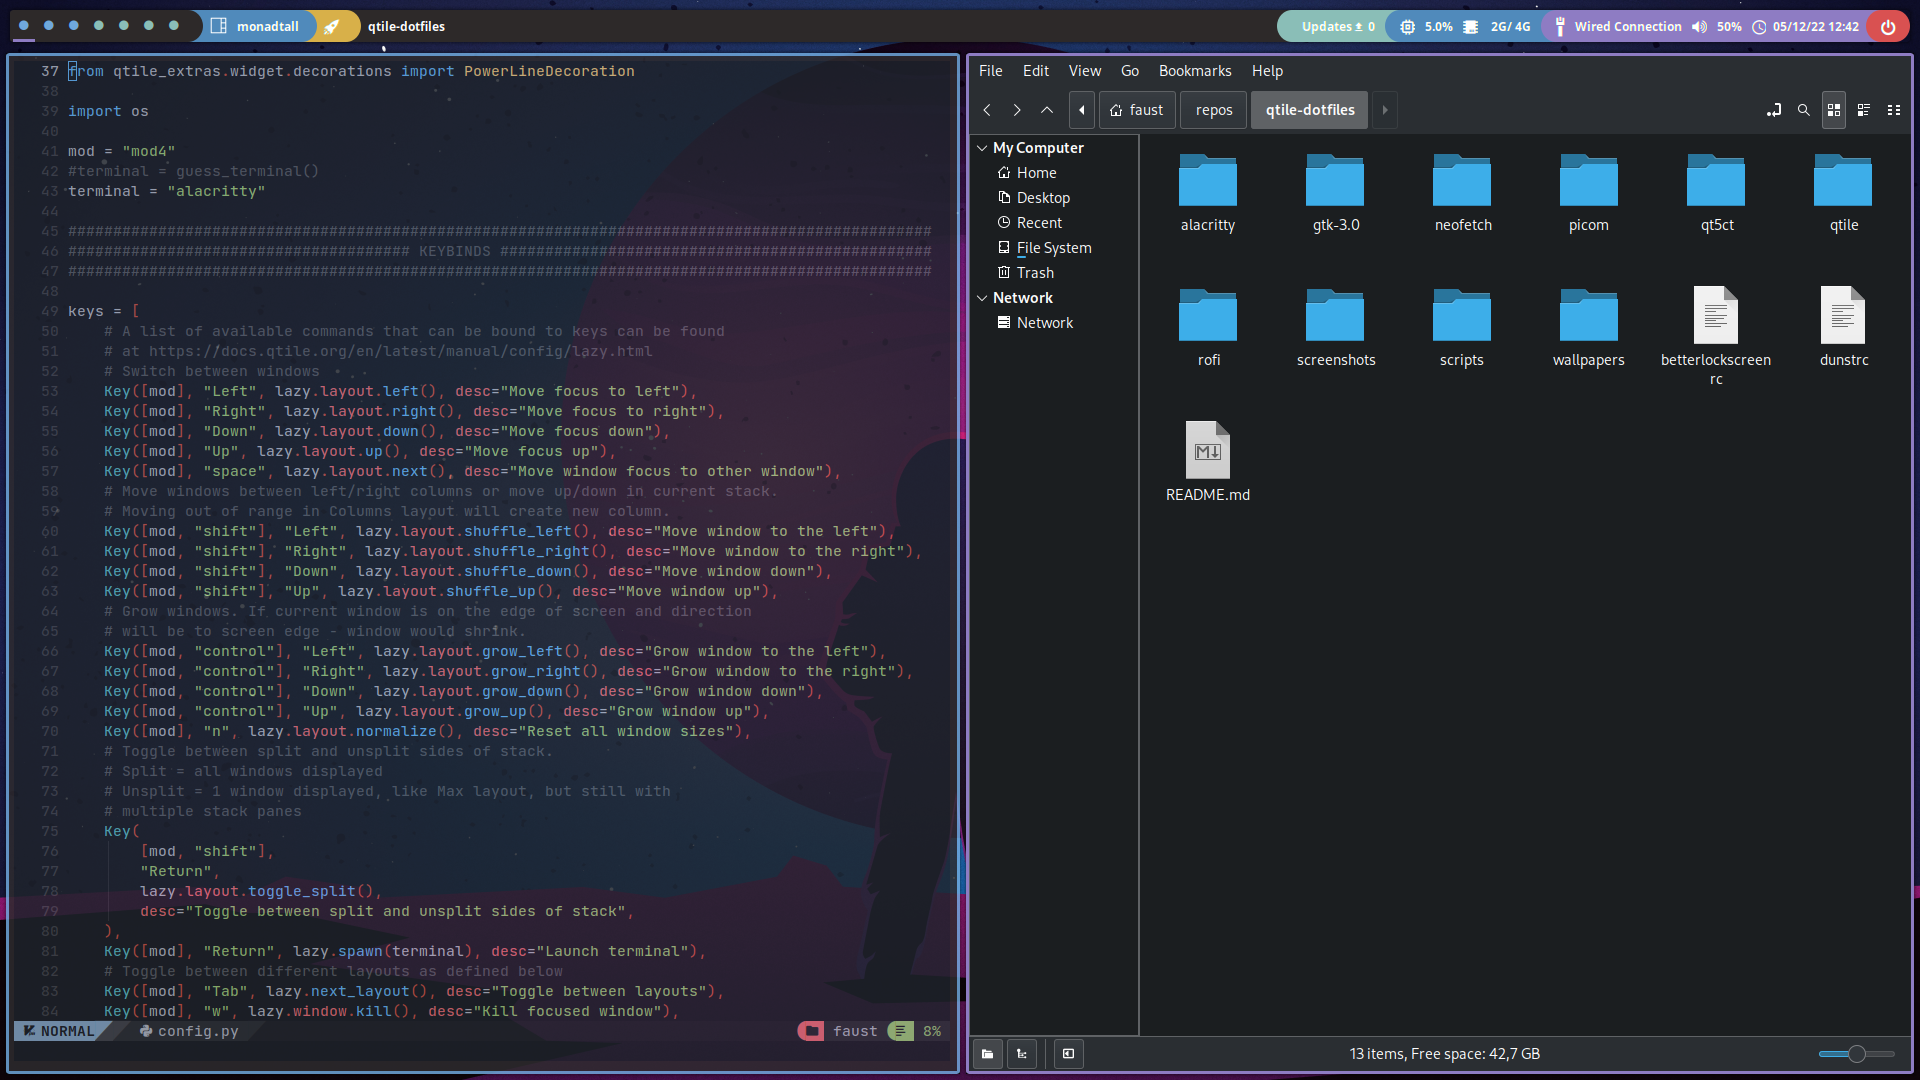 monadtall qtile-dotfiles Updates 0 5.0% 2G/ 4G Wired Connection 50% 05/12/22 12:42
37 from qtile_extras.widget.decorations import PowerLineDecoration
38
39 import os
40
41 mod = "mod4"
42 #terminal = guess_terminal()
43 terminal = "alacritty"
44
45 ################################################################################################
46 ###################################### KEYBINDS ################################################
47 ################################################################################################
48
49 keys = [
50 # A list of available commands that can be bound to keys can be found
51 # at https://docs.qtile.org/en/latest/manual/config/lazy.html
52 # Switch between windows
53 Key([mod], "Left", lazy.layout.left(), desc="Move focus to left"),
54 Key([mod], "Right", lazy.layout.right(), desc="Move focus to right"),
55 Key([mod], "Down", lazy.layout.down(), desc="Move focus down"),
56 Key([mod], "Up", lazy.layout.up(), desc="Move focus up"),
57 Key([mod], "space", lazy.layout.next(), desc="Move window focus to other window"),
58 # Move windows between left/right columns or move up/down in current stack.
59 # Moving out of range in Columns layout will create new column.
60 Key([mod, "shift"], "Left", lazy.layout.shuffle_left(), desc="Move window to the left"),
61 Key([mod, "shift"], "Right", lazy.layout.shuffle_right(), desc="Move window to the right"),
62 Key([mod, "shift"], "Down", lazy.layout.shuffle_down(), desc="Move window down"),
63 Key([mod, "shift"], "Up", lazy.layout.shuffle_up(), desc="Move window up"),
64 # Grow windows. If current window is on the edge of screen and direction
65 # will be to screen edge - window would shrink.
66 Key([mod, "control"], "Left", lazy.layout.grow_left(), desc="Grow window to the left"),
67 Key([mod, "control"], "Right", lazy.layout.grow_right(), desc="Grow window to the right"),
68 Key([mod, "control"], "Down", lazy.layout.grow_down(), desc="Grow window down"),
69 Key([mod, "control"], "Up", lazy.layout.grow_up(), desc="Grow window up"),
70 Key([mod], "n", lazy.layout.normalize(), desc="Reset all window sizes"),
71 # Toggle between split and unsplit sides of stack.
72 # Split = all windows displayed
73 # Unsplit = 1 window displayed, like Max layout, but still with
74 # multiple stack panes
75 Key(
76 [mod, "shift"],
77 "Return",
78 lazy.layout.toggle_split(),
79 desc="Toggle between split and unsplit sides of stack",
80 ),
81 Key([mod], "Return", lazy.spawn(terminal), desc="Launch terminal"),
82 # Toggle between different layouts as defined below
83 Key([mod], "Tab", lazy.next_layout(), desc="Toggle between layouts"),
84 Key([mod], "w", lazy.window.kill(), desc="Kill focused window"),
NORMAL config.py faust 8%
File Edit View Go Bookmarks Help
faust repos qtile-dotfiles
My Computer
Home
Desktop
Recent
File System
Trash
Network
Network
alacritty gtk-3.0 neofetch picom qt5ct qtile
rofi screenshots scripts wallpapers betterlockscreen dunstrc
rc
M↓
README.md
13 items, Free space: 42,7 GB